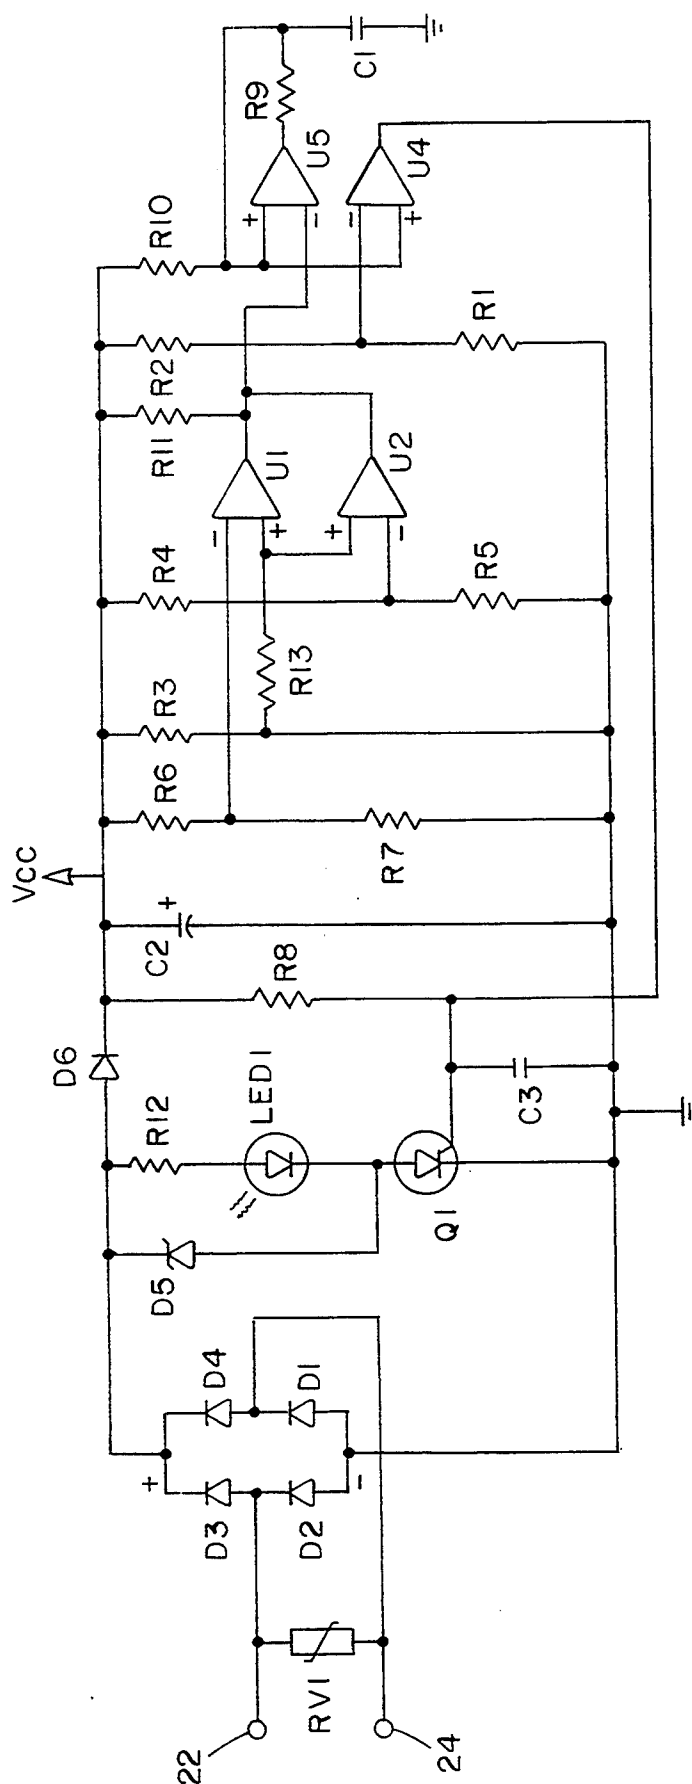 22
24
RV1
D3
D4
+
D2
D1
-
D5
R12
LED1
Q1
D6
R8
C3
C2
+
VCC
R6
R7
R3
R13
R4
R5
-
+
U1
+
-
U2
R11
R2
R1
R10
+
-
U5
-
+
U4
R9
C1